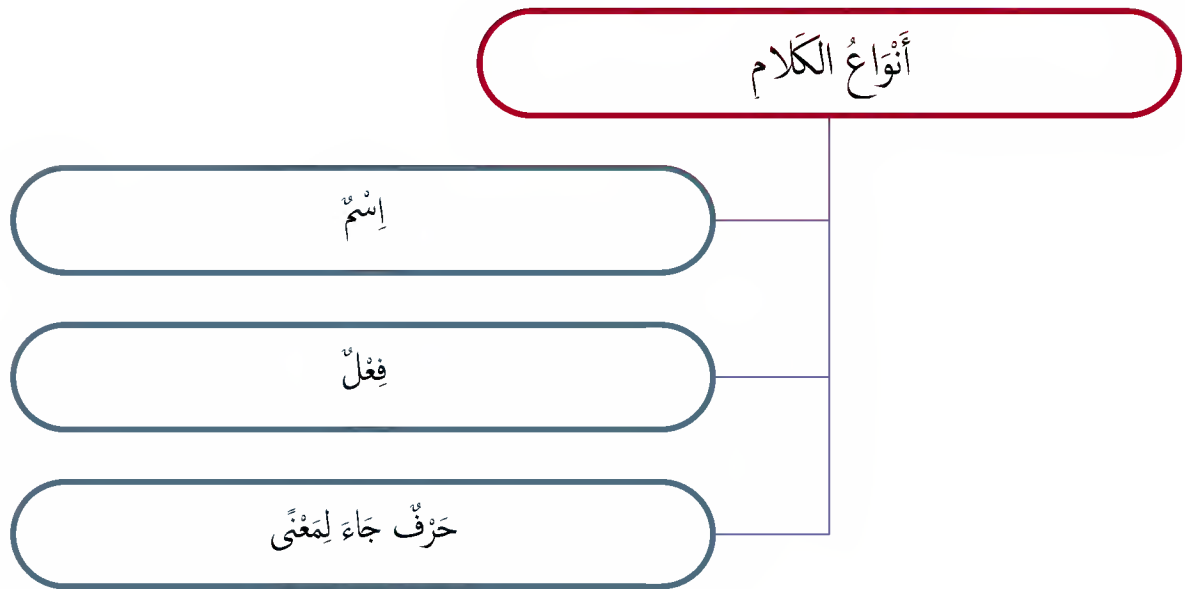 أَنْوَاعُ الكَلَامِ
اِسْمٌ
فِعْلٌ
حَرْفٌ جَاءَ لِمَعْنًى